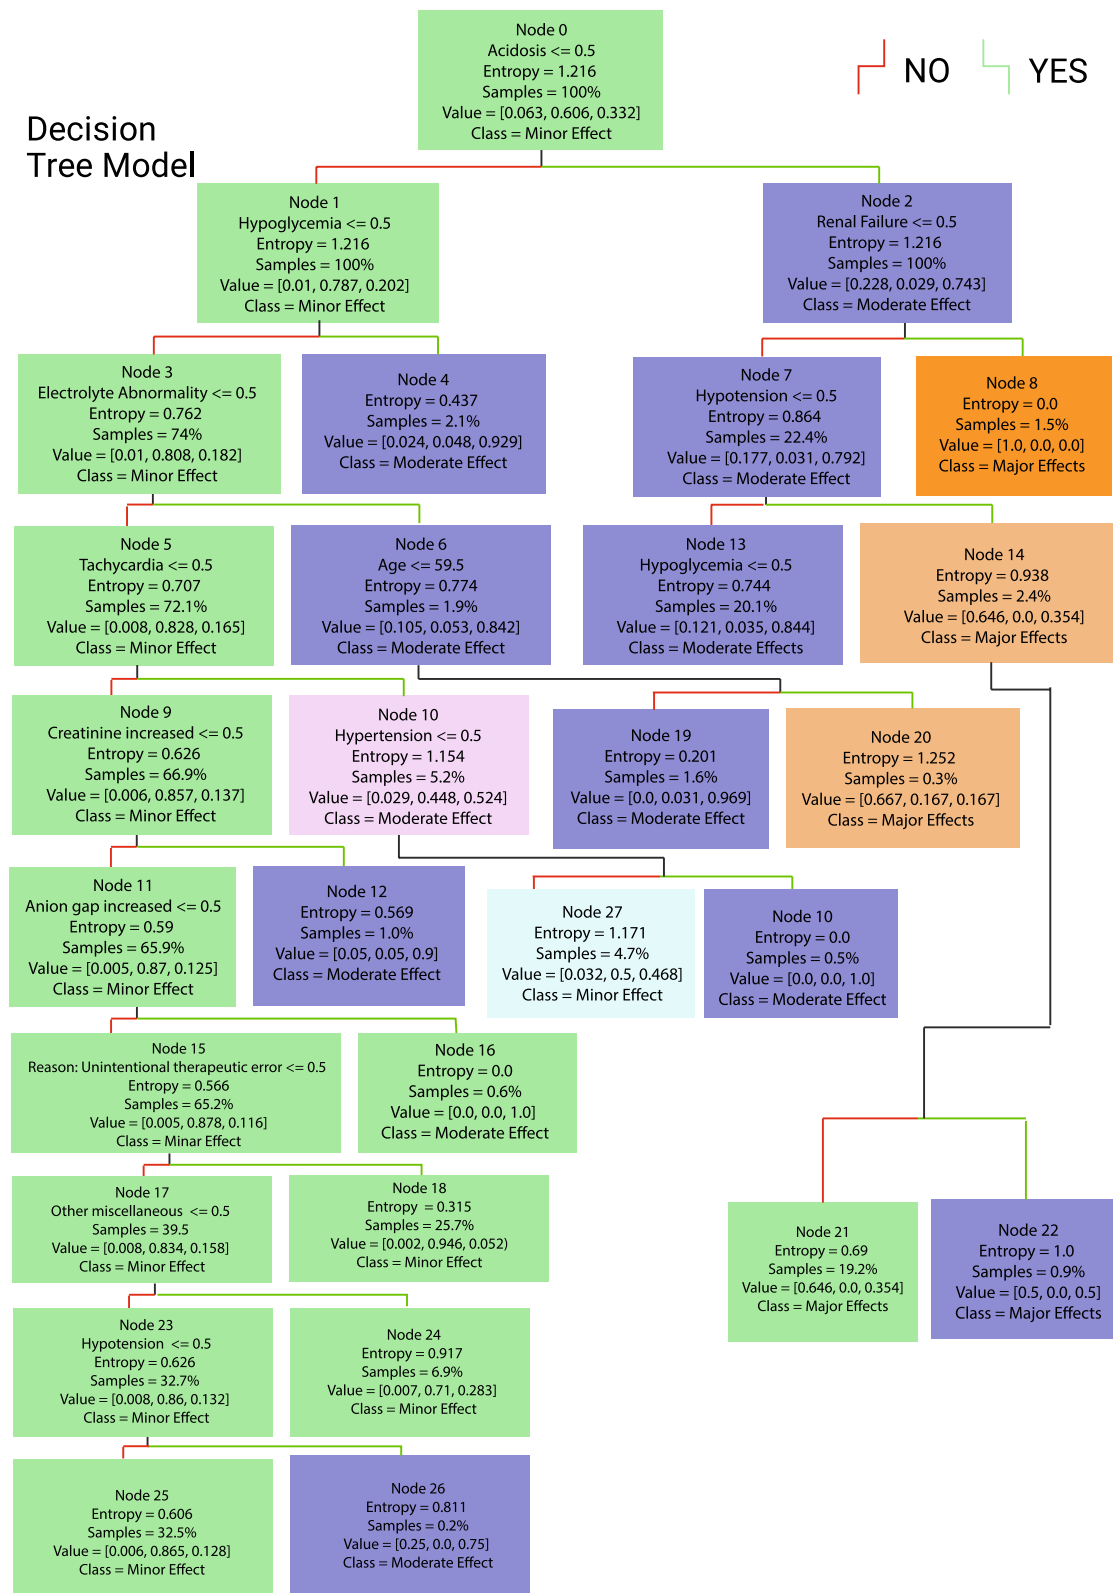 Node 0
Acidosis <= 0.5
Entropy = 1.216
Samples = 100%
Value = [0.063, 0.606, 0.332]
Class = Minor Effect
NO
YES
Decision
Tree Model
Node 1
Hypoglycemia <= 0.5
Entropy = 1.216
Samples = 100%
Value = [0.01, 0.787, 0.202]
Class = Minor Effect
Node 2
Renal Failure <= 0.5
Entropy = 1.216
Samples = 100%
Value = [0.228, 0.029, 0.743]
Class = Moderate Effect
Node 3
Electrolyte Abnormality <= 0.5
Entropy = 0.762
Samples = 74%
Value = [0.01, 0.808, 0.182]
Class = Minor Effect
Node 4
Entropy = 0.437
Samples = 2.1%
Value = [0.024, 0.048, 0.929]
Class = Moderate Effect
Node 7
Hypotension <= 0.5
Entropy = 0.864
Samples = 22.4%
Value = [0.177, 0.031, 0.792]
Class = Moderate Effect
Node 8
Entropy = 0.0
Samples = 1.5%
Value = [1.0, 0.0, 0.0]
Class = Major Effects
Node 5
Tachycardia <= 0.5
Entropy = 0.707
Samples = 72.1%
Value = [0.008, 0.828, 0.165]
Class = Minor Effect
Node 6
Age <= 59.5
Entropy = 0.774
Samples = 1.9%
Value = [0.105, 0.053, 0.842]
Class = Moderate Effect
Node 13
Hypoglycemia <= 0.5
Entropy = 0.744
Samples = 20.1%
Value = [0.121, 0.035, 0.844]
Class = Moderate Effects
Node 14
Entropy = 0.938
Samples = 2.4%
Value = [0.646, 0.0, 0.354]
Class = Major Effects
Node 9
Creatinine increased <= 0.5
Entropy = 0.626
Samples = 66.9%
Value = [0.006, 0.857, 0.137]
Class = Minor Effect
Node 10
Hypertension <= 0.5
Entropy = 1.154
Samples = 5.2%
Value = [0.029, 0.448, 0.524]
Class = Moderate Effect
Node 19
Entropy = 0.201
Samples = 1.6%
Value = [0.0, 0.031, 0.969]
Class = Moderate Effect
Node 20
Entropy = 1.252
Samples = 0.3%
Value = [0.667, 0.167, 0.167]
Class = Major Effects
Node 11
Anion gap increased <= 0.5
Entropy = 0.59
Samples = 65.9%
Value = [0.005, 0.87, 0.125]
Class = Minor Effect
Node 12
Entropy = 0.569
Samples = 1.0%
Value = [0.05, 0.05, 0.9]
Class = Moderate Effect
Node 27
Entropy = 1.171
Samples = 4.7%
Value = [0.032, 0.5, 0.468]
Class = Minor Effect
Node 10
Entropy = 0.0
Samples = 0.5%
Value = [0.0, 0.0, 1.0]
Class = Moderate Effect
Node 15
Reason: Unintentional therapeutic error <= 0.5
Entropy = 0.566
Samples = 65.2%
Value = [0.005, 0.878, 0.116]
Class = Minar Effect
Node 16
Entropy = 0.0
Samples = 0.6%
Value = [0.0, 0.0, 1.0]
Class = Moderate Effect
Node 17
Other miscellaneous <= 0.5
Samples = 39.5
Value = [0.008, 0.834, 0.158]
Class = Minor Effect
Node 18
Entropy = 0.315
Samples = 25.7%
Value = [0.002, 0.946, 0.052)
Class = Minor Effect
Node 21
Entropy = 0.69
Samples = 19.2%
Value = [0.646, 0.0, 0.354]
Class = Major Effects
Node 22
Entropy = 1.0
Samples = 0.9%
Value = [0.5, 0.0, 0.5]
Class = Major Effects
Node 23
Hypotension <= 0.5
Entropy = 0.626
Samples = 32.7%
Value = [0.008, 0.86, 0.132]
Class = Minor Effect
Node 24
Entropy = 0.917
Samples = 6.9%
Value = [0.007, 0.71, 0.283]
Class = Minor Effect
Node 25
Entropy = 0.606
Samples = 32.5%
Value = [0.006, 0.865, 0.128]
Class = Minor Effect
Node 26
Entropy = 0.811
Samples = 0.2%
Value = [0.25, 0.0, 0.75]
Class = Moderate Effect